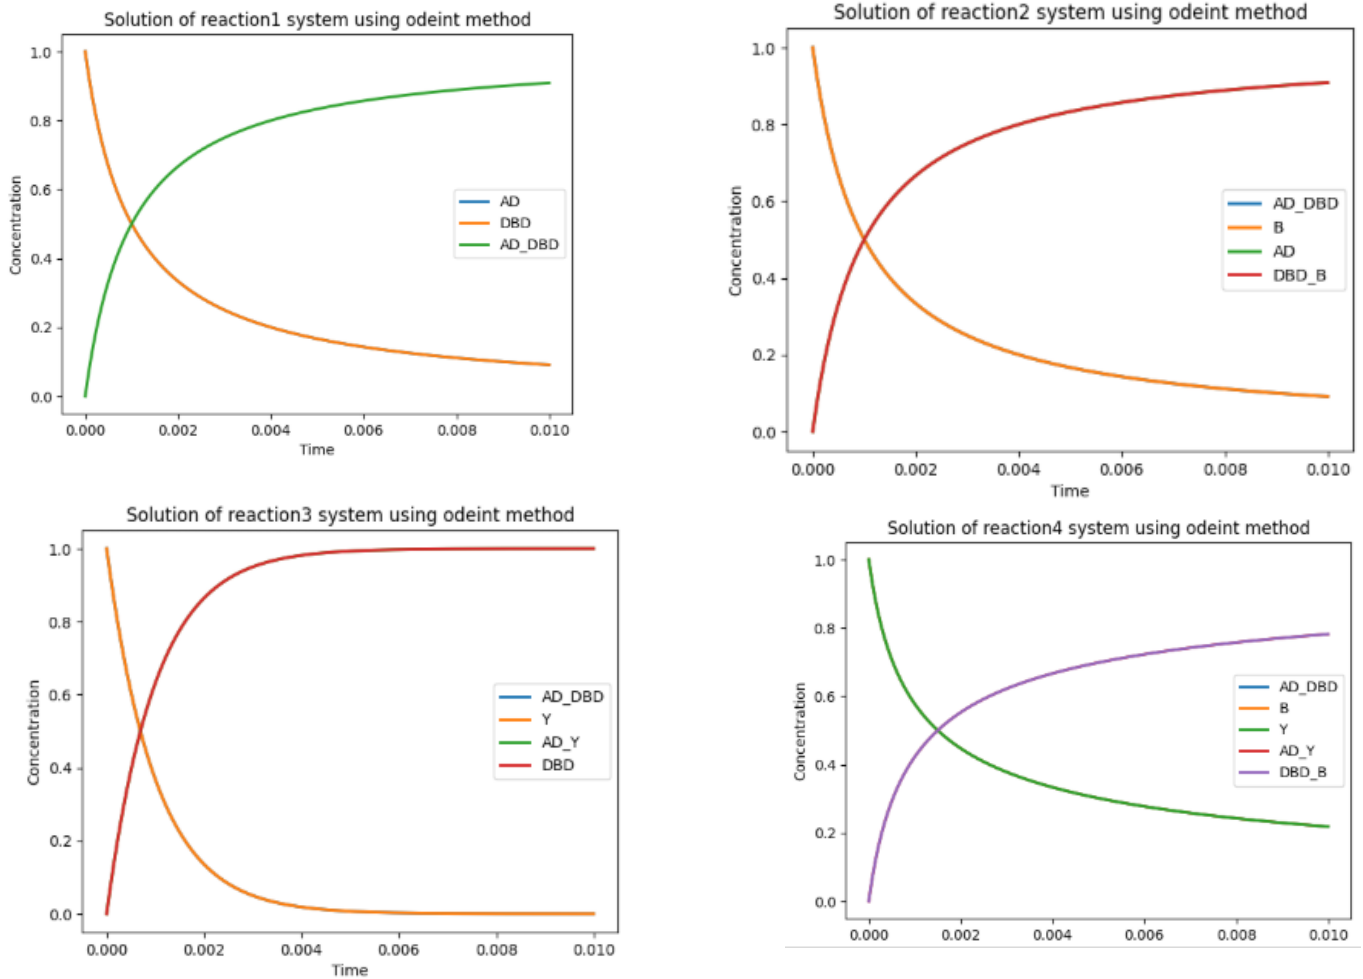 Solution of reaction1 system using odeint method
1.0
0.8
0.6
0.4
0.2
0.0
Concentration
AD
DBD
AD_DBD
0.000 0.002 0.004 0.006 0.008 0.010
Time
Solution of reaction2 system using odeint method
1.0
0.8
0.6
0.4
0.2
0.0
Concentration
AD_DBD
B
AD
DBD_B
0.000 0.002 0.004 0.006 0.008 0.010
Time
Solution of reaction3 system using odeint method
1.0
0.8
0.6
0.4
0.2
0.0
Concentration
AD_DBD
Y
AD_Y
DBD
0.000 0.002 0.004 0.006 0.008 0.010
Time
Solution of reaction4 system using odeint method
1.0
0.8
0.6
0.4
0.2
0.0
Concentration
AD_DBD
B
Y
AD_Y
DBD_B
0.000 0.002 0.004 0.006 0.008 0.010